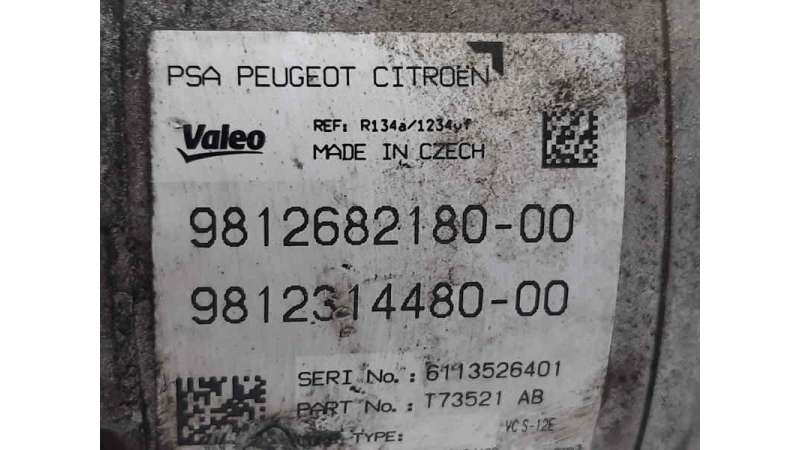 PSA PEUGEOT CITROËN
Valeo
REF: R134a/1234yf
MADE IN CZECH
9812682180-00
9812314480-00
SERI No.: 6113526401
PART No.: T73521 AB
TYPE: VCS-12E